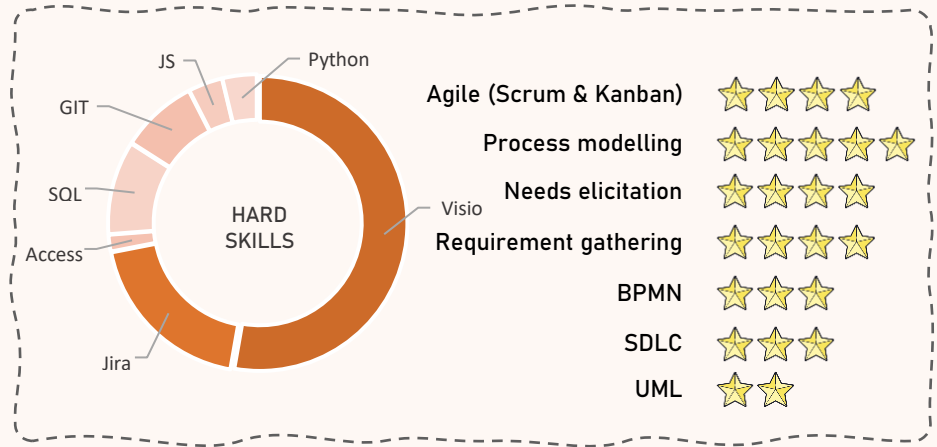 JS
Python
GIT
SQL
Access
Jira
Visio
HARD
SKILLS
Agile (Scrum & Kanban)
Process modelling
Needs elicitation
Requirement gathering
BPMN
SDLC
UML